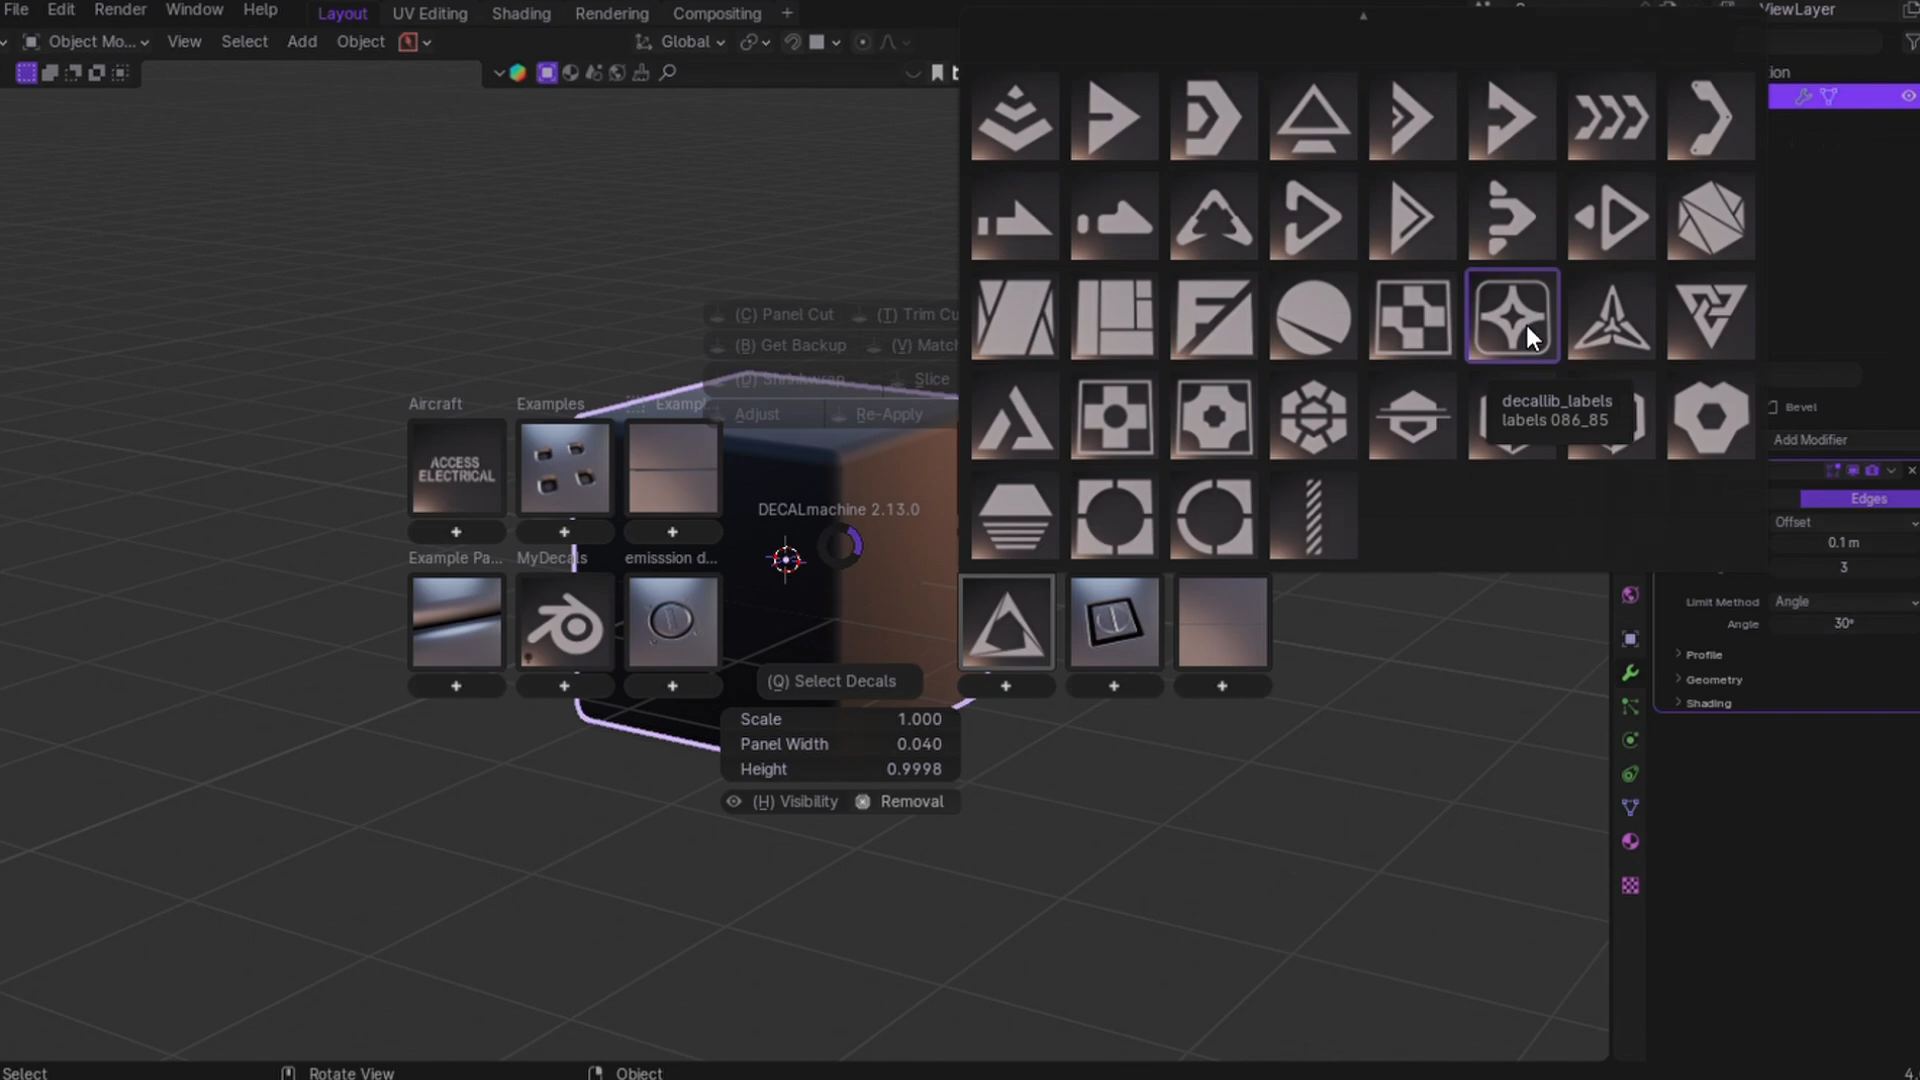 File Edit Render Window Help Layout UV Editing Shading Rendering Compositing + ViewLayer
Object Mo... View Select Add Object Global
(C) Panel Cut (T) Trim Cu
(B) Get Backup (V) Match
(D) Shrinkwrap Slice
Adjust Re-Apply
Aircraft Examples Examp
ACCESS
ELECTRICAL
DECALmachine 2.13.0
+ + +
Example Pa... MyDecals emisssion d...
(Q) Select Decals
+ + + + + +
Scale 1.000
Panel Width 0.040
Height 0.9998
(H) Visibility Removal
decallib_labels
labels 086_85
tion
Bevel
Add Modifier
Edges
Offset
0.1 m
3
Limit Method Angle
Angle 30°
Profile
Geometry
Shading
Select Rotate View Object 4.